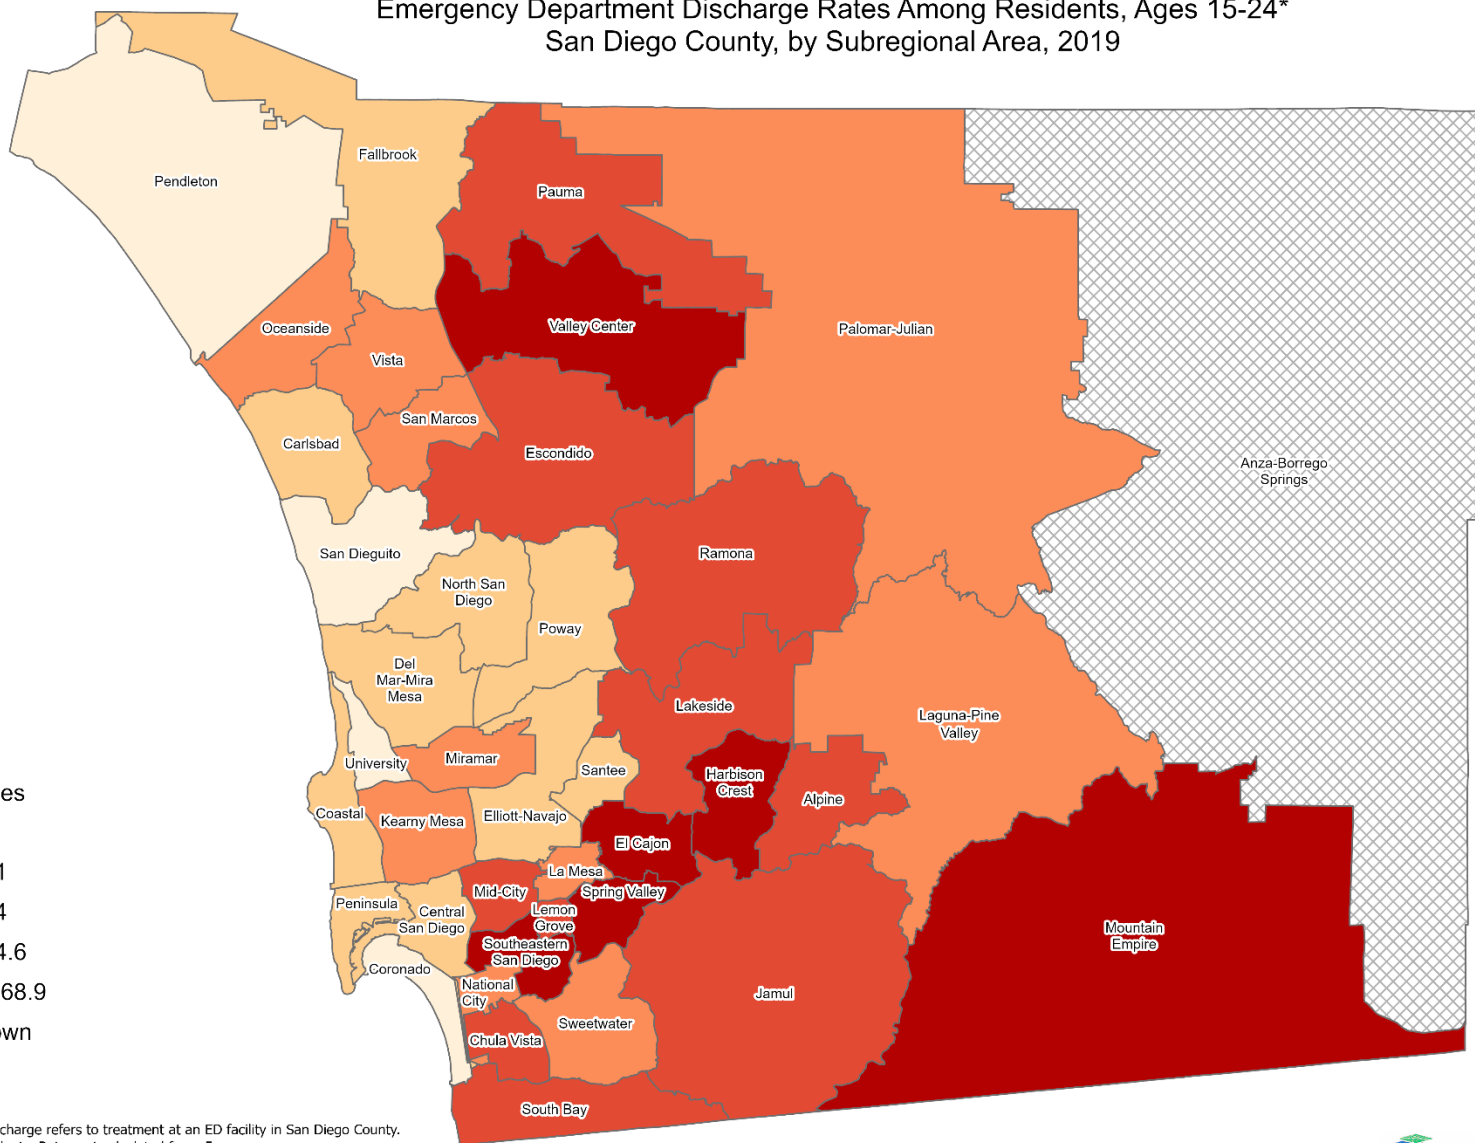 Emergency Department Discharge Rates Among Residents, Ages 15-24*
San Diego County, by Subregional Area, 2019
Pendleton
Fallbrook
Pauma
Oceanside
Vista
Valley Center
Palomar-Julian
San Marcos
Carlsbad
Escondido
Anza-Borrego
Springs
San Dieguito
Ramona
North San
Diego
Poway
Del
Mar-Mira
Mesa
Lakeside
Laguna-Pine
Valley
University
Miramar
Santee
Harbison
Crest
Alpine
Coastal
Kearny Mesa
Elliott-Navajo
El Cajon
La Mesa
Mid-City
Spring Valley
Peninsula
Central
San Diego
Lemon
Grove
Southeastern
San Diego
Mountain
Empire
Coronado
National
City
Jamul
Sweetwater
Chula Vista
South Bay
es
1
4
4.6
68.9
own
charge refers to treatment at an ED facility in San Diego County.